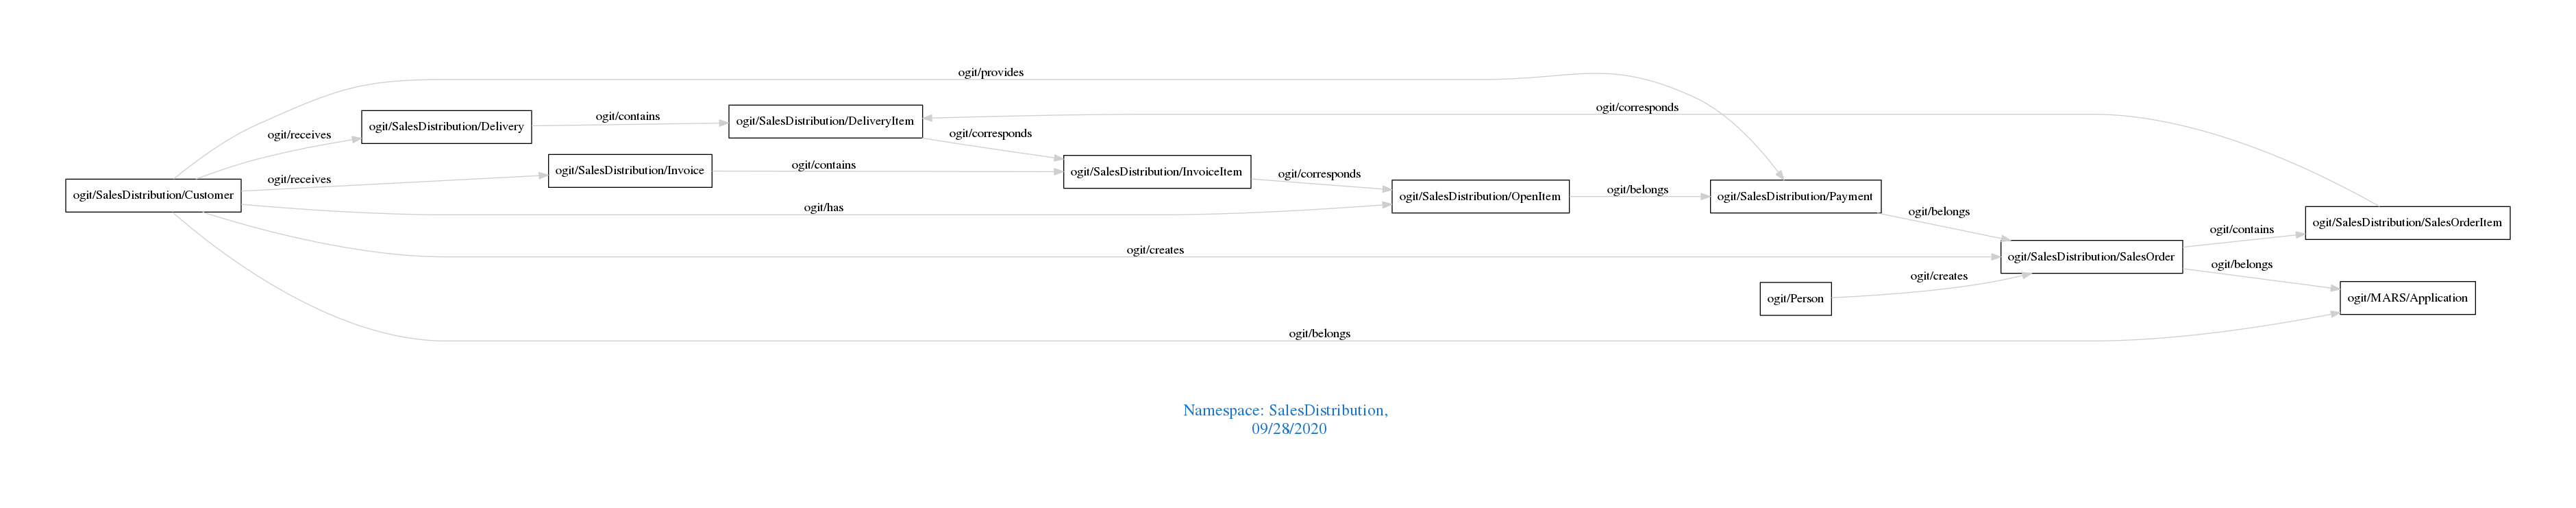 ogit/provides
ogit/corresponds
ogit/SalesDistribution/Delivery
ogit/contains
ogit/SalesDistribution/DeliveryItem
ogit/receives
ogit/corresponds
ogit/SalesDistribution/Invoice
ogit/contains
ogit/SalesDistribution/InvoiceItem
ogit/corresponds
ogit/receives
ogit/SalesDistribution/Customer
ogit/has
ogit/SalesDistribution/OpenItem
ogit/belongs
ogit/SalesDistribution/Payment
ogit/belongs
ogit/SalesDistribution/SalesOrderItem
ogit/contains
ogit/creates
ogit/SalesDistribution/SalesOrder
ogit/belongs
ogit/creates
ogit/Person
ogit/MARS/Application
ogit/belongs
Namespace: SalesDistribution,
09/28/2020